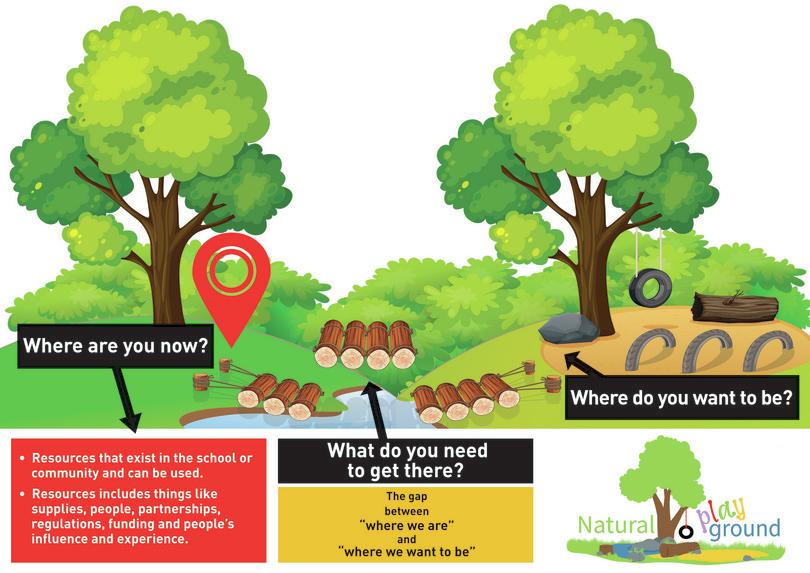 Where are you now?
Where do you want to be?
What do you need
to get there?
• Resources that exist in the school or
community and can be used.
• Resources includes things like
supplies, people, partnerships,
regulations, funding and people's
influence and experience.
The gap
between
"where we are"
and
"where we want to be"
Natural play
ground